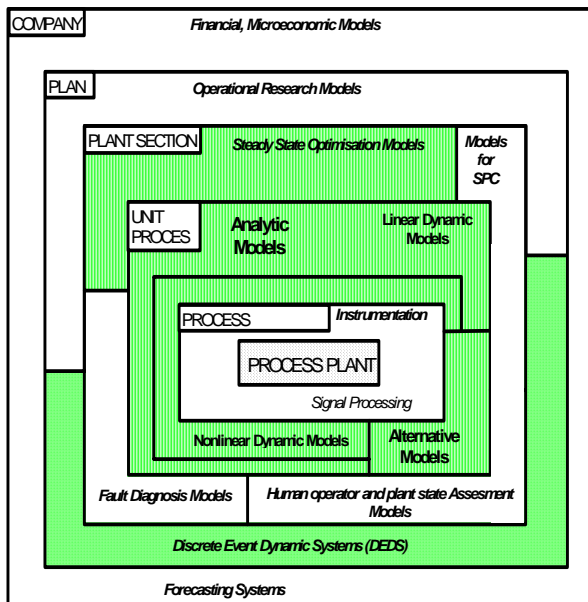 COMPANY
Financial, Microeconomic Models
PLAN
Operational Research Models
PLANT SECTION
Steady State Optimisation Models
Models
for
SPC
UNIT
PROCES
Analytic
Models
Linear Dynamic
Models
PROCESS
Instrumentation
PROCESS PLANT
Signal Processing
Nonlinear Dynamic Models
Alternative
Models
Fault Diagnosis Models
Human operator and plant state Assesment
Models
Discrete Event Dynamic Systems (DEDS)
Forecasting Systems